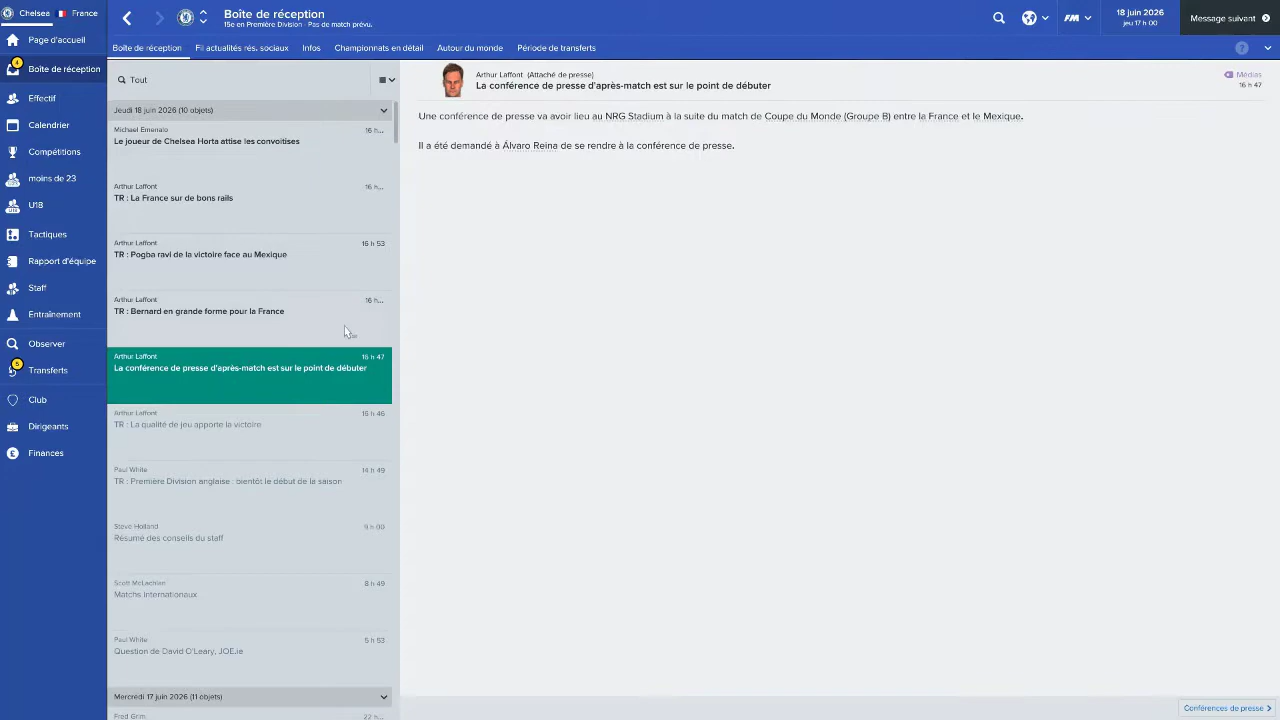 Chelsea France
Boîte de réception
15e en Première Division - Pas de match prévu.
FM
18 juin 2026
jeu 17 h 00
Message suivant
Boîte de réception Fil actualités rés. sociaux Infos Championnats en détail Autour du monde Période de transferts
?
Page d'accueil
4
Boîte de réception
Effectif
Calendrier
Compétitions
moins de 23
U18
Tactiques
Rapport d'équipe
Staff
Entraînement
Observer
5
Transferts
Club
Dirigeants
Finances
Tout
Jeudi 18 juin 2026 (10 objets)
Michael Emenalo 16 h...
Le joueur de Chelsea Horta attise les convoitises
Arthur Laffont 16 h...
TR : La France sur de bons rails
Arthur Laffont 16 h 53
TR : Pogba ravi de la victoire face au Mexique
Arthur Laffont 16 h...
TR : Bernard en grande forme pour la France
Arthur Laffont 16 h 47
La conférence de presse d'après-match est sur le point de débuter
Arthur Laffont 16 h 46
TR : La qualité de jeu apporte la victoire
Paul White 14 h 49
TR : Première Division anglaise : bientôt le début de la saison
Steve Holland 9 h 00
Résumé des conseils du staff
Scott McLachlan 8 h 49
Matchs internationaux
Paul White 5 h 53
Question de David O'Leary, JOE.ie
Mercredi 17 juin 2026 (11 objets)
Fred Grim. 22 h...
Arthur Laffont (Attaché de presse)
La conférence de presse d'après-match est sur le point de débuter
Médias
16 h 47
Une conférence de presse va avoir lieu au NRG Stadium à la suite du match de Coupe du Monde (Groupe B) entre la France et le Mexique.
Il a été demandé à Álvaro Reina de se rendre à la conférence de presse.
Conférences de presse